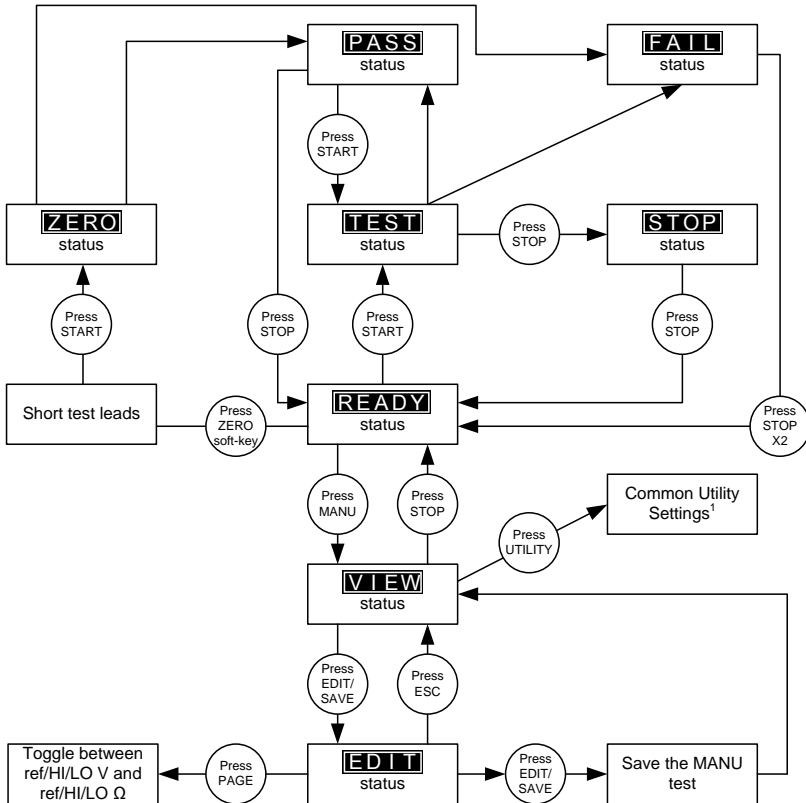 PASS
status
FAIL
status
Press
START
ZERO
status
TEST
status
Press
STOP
STOP
status
Press
START
Press
STOP
Press
START
Press
STOP
Short test leads
Press
ZERO
soft-key
READY
status
Press
STOP
X2
Press
MANU
Press
STOP
Common Utility
Settings¹
Press
UTILITY
VIEW
status
Press
EDIT/
SAVE
Press
ESC
Toggle between
ref/HI/LO V and
ref/HI/LO Ω
Press
PAGE
EDIT
status
Press
EDIT/
SAVE
Save the MANU
test